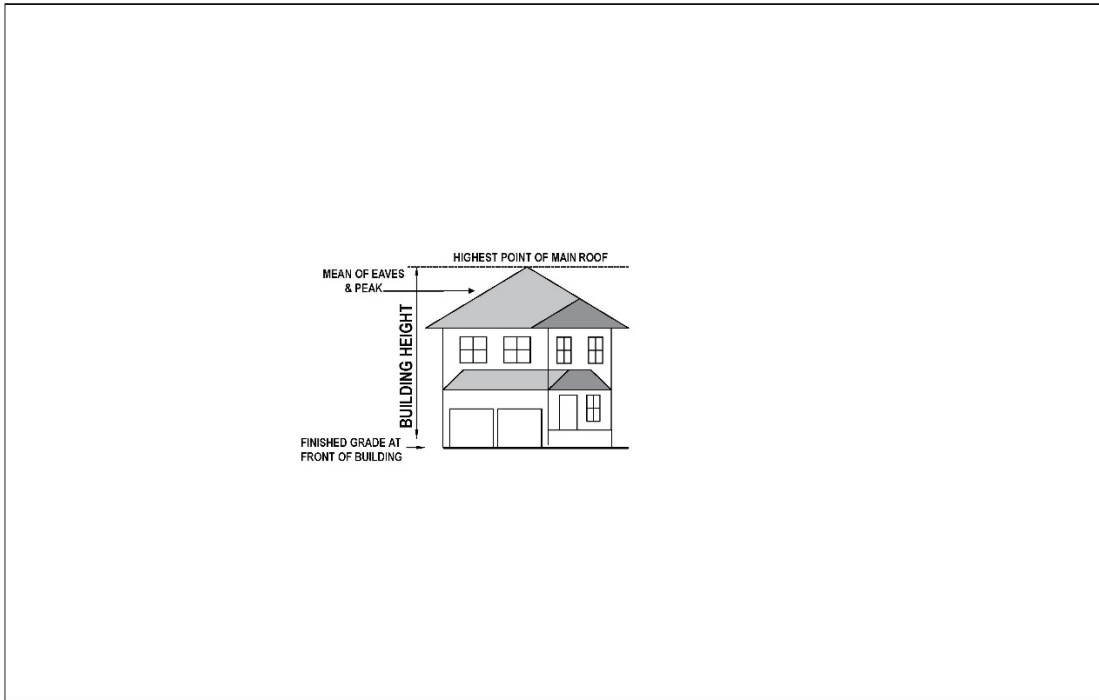 HIGHEST POINT OF MAIN ROOF
MEAN OF EAVES
& PEAK
BUILDING HEIGHT
FINISHED GRADE AT
FRONT OF BUILDING